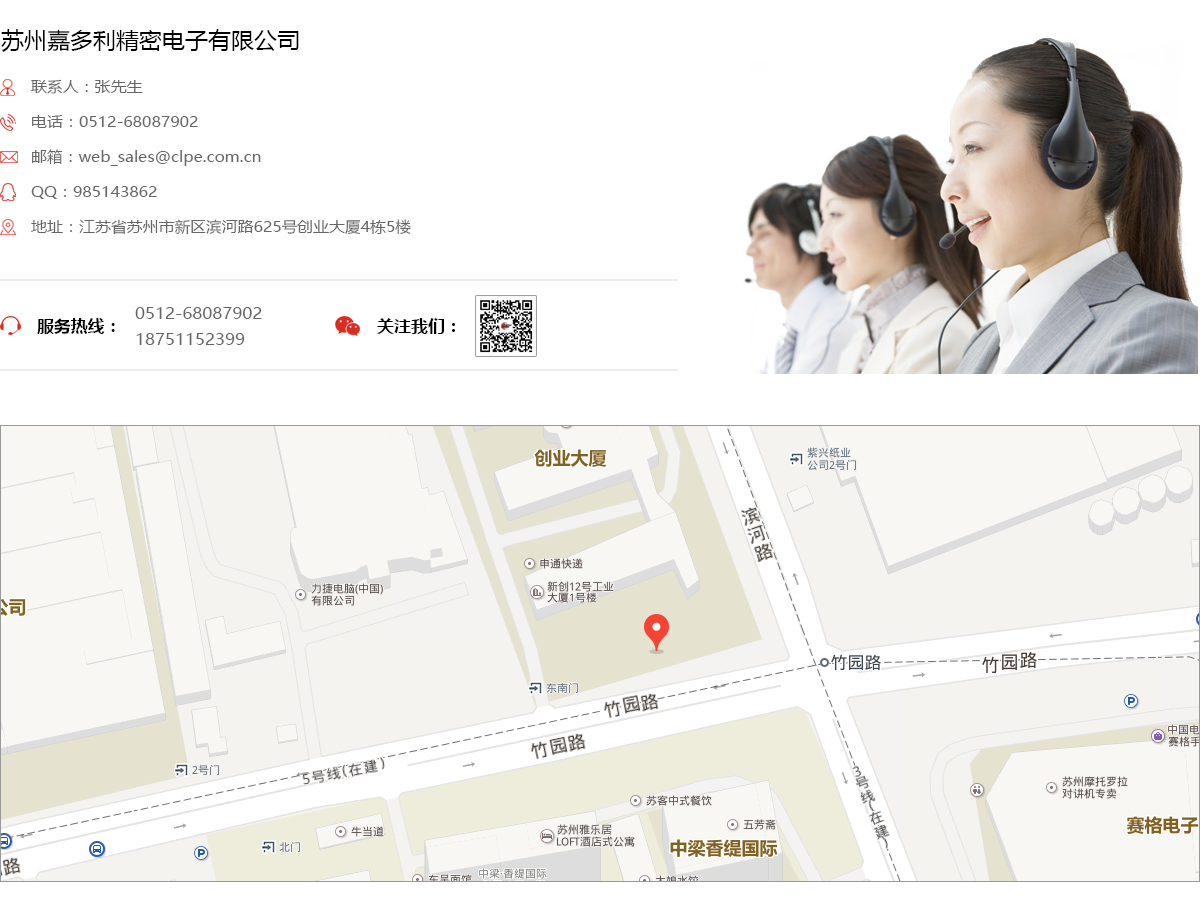 苏州嘉多利精密电子有限公司
联系人：张先生
电话：0512-68087902
邮箱：web_sales@clpe.com.cn
QQ：985143862
地址：江苏省苏州市新区滨河路625号创业大厦4栋5楼
服务热线：
0512-68087902
18751152399
关注我们：
创业大厦
紫兴纸业
公司2号门
滨河路
申通快递
新创12号工业
大厦1号楼
力捷电脑(中国)
有限公司
公司
竹园路
竹园路
东南门
竹园路
竹园路
P
中国电
赛格手
2号门
5号线(在建)
3号线(在建)
苏州摩托罗拉
对讲机专卖
苏客中式餐饮
五芳斋
赛格电子
牛当道
苏州雅乐居
LOFT酒店式公寓
中梁香缇国际
北门
P
路
中梁·香缇国际
东吴面馆
大娘水饺